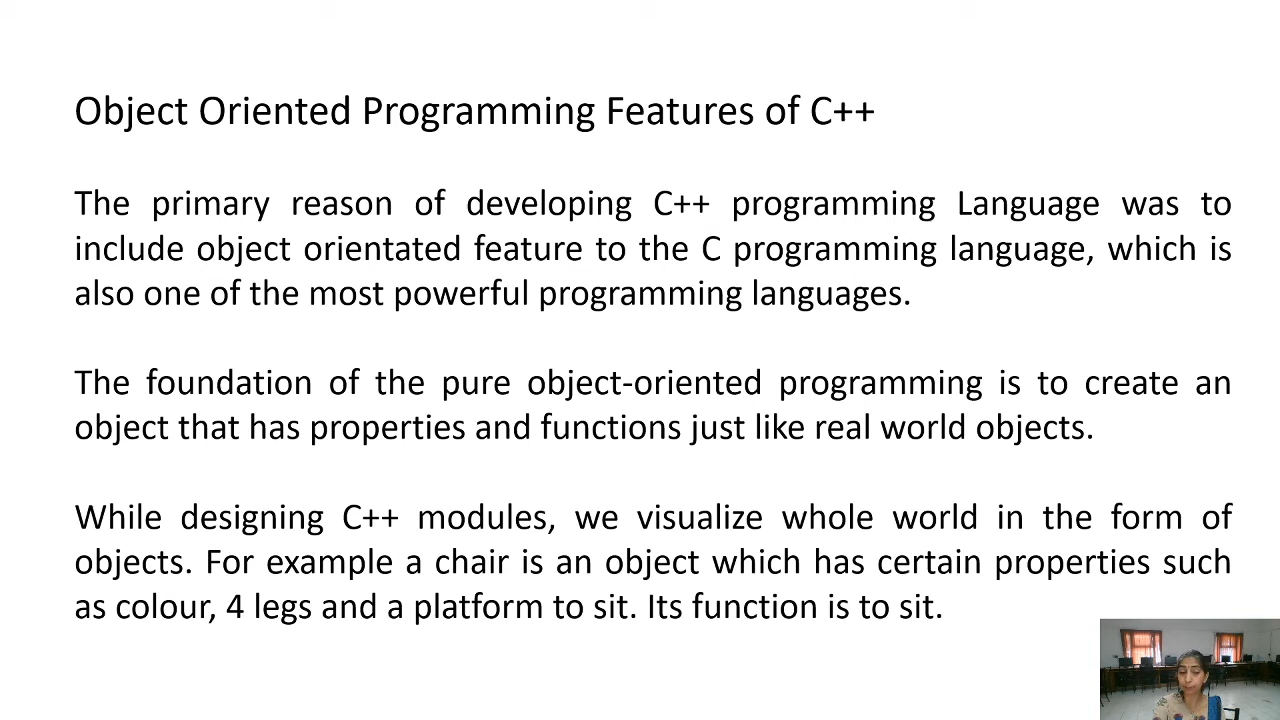 Object Oriented Programming Features of C++
The primary reason of developing C++ programming Language was to
include object orientated feature to the C programming language, which is
also one of the most powerful programming languages.
The foundation of the pure object-oriented programming is to create an
object that has properties and functions just like real world objects.
While designing C++ modules, we visualize whole world in the form of
objects. For example a chair is an object which has certain properties such
as colour, 4 legs and a platform to sit. Its function is to sit.